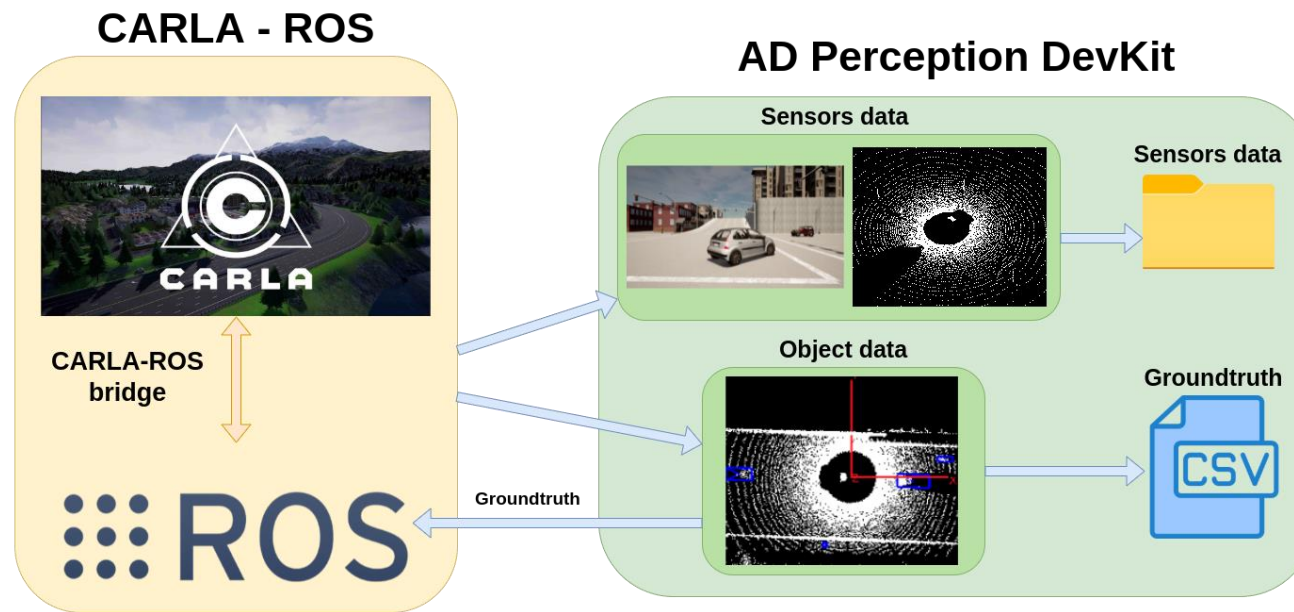 CARLA - ROS
CARLA
CARLA-ROS
bridge
ROS
Groundtruth
AD Perception DevKit
Sensors data
Sensors data
Object data
X
Groundtruth
CSV